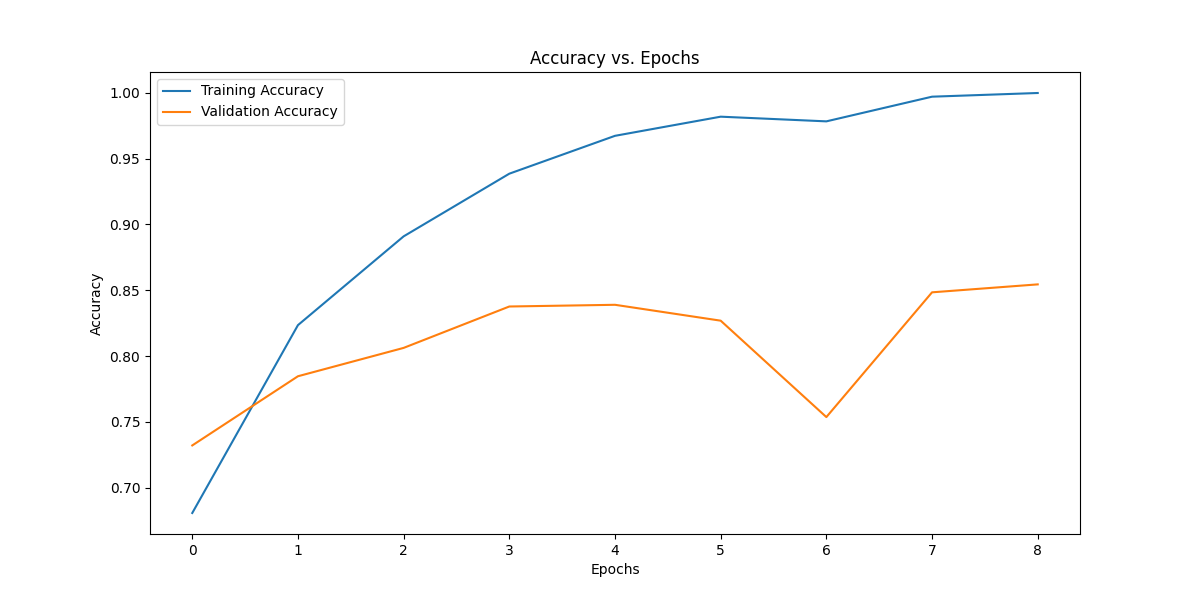 Accuracy vs. Epochs
Training Accuracy
Validation Accuracy
1.00
0.95
0.90
0.85
0.80
0.75
0.70
Accuracy
0 1 2 3 4 5 6 7 8
Epochs